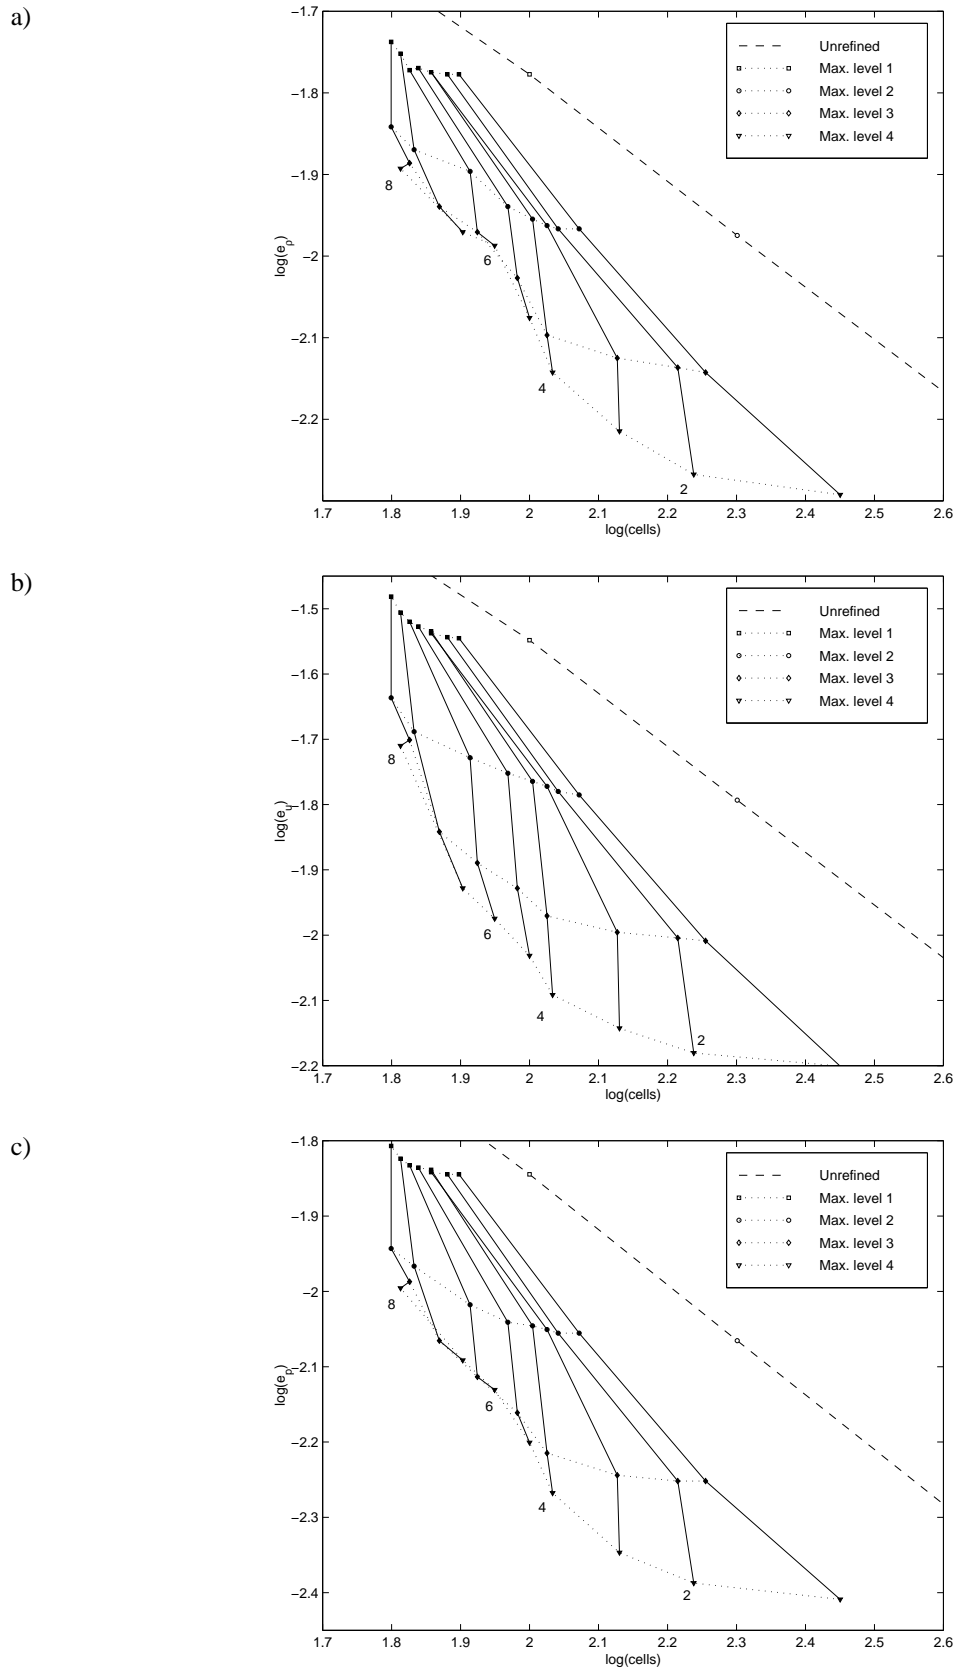 a)
−1.7
−1.8
−1.9
−2
−2.1
−2.2
log(e_ρ)
Unrefined
Max. level 1
Max. level 2
Max. level 3
Max. level 4
8
6
4
2
1.7 1.8 1.9 2 2.1 2.2 2.3 2.4 2.5 2.6
log(cells)
b)
−1.5
−1.6
−1.7
−1.8
−1.9
−2
−2.1
−2.2
log(e_u)
Unrefined
Max. level 1
Max. level 2
Max. level 3
Max. level 4
8
6
4
2
1.7 1.8 1.9 2 2.1 2.2 2.3 2.4 2.5 2.6
log(cells)
c)
−1.8
−1.9
−2
−2.1
−2.2
−2.3
−2.4
log(e_p)
Unrefined
Max. level 1
Max. level 2
Max. level 3
Max. level 4
8
6
4
2
1.7 1.8 1.9 2 2.1 2.2 2.3 2.4 2.5 2.6
log(cells)